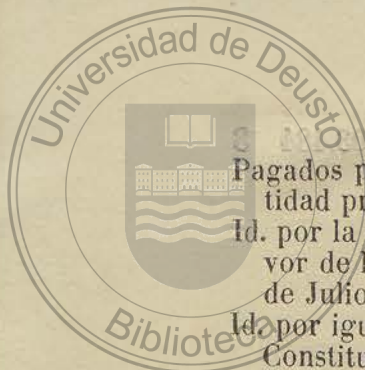 Universidad de Deusto
Biblioteca
Pagados p
tidad pr
Id. por la
vor de
de Julio
Id. por igu
Constitu